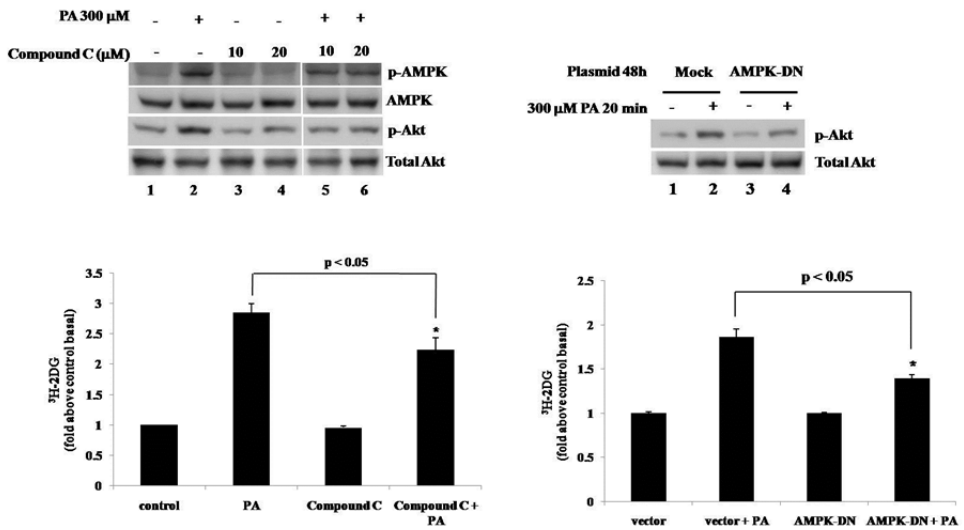 PA 300 μM - + - - + +
Compound C (μM) - - 10 20 10 20
p-AMPK
AMPK
p-Akt
Total Akt
1 2 3 4 5 6
Plasmid 48h Mock AMPK-DN
300 μM PA 20 min - + - +
p-Akt
Total Akt
1 2 3 4
p < 0.05
3.5
3
2.5
2
1.5
1
0.5
0
*
³H-2DG
(fold above control basal)
control PA Compound C Compound C +
PA
p < 0.05
2.5
2
1.5
1
0.5
0
*
³H-2DG
(fold above control basal)
vector vector + PA AMPK-DN AMPK-DN + PA